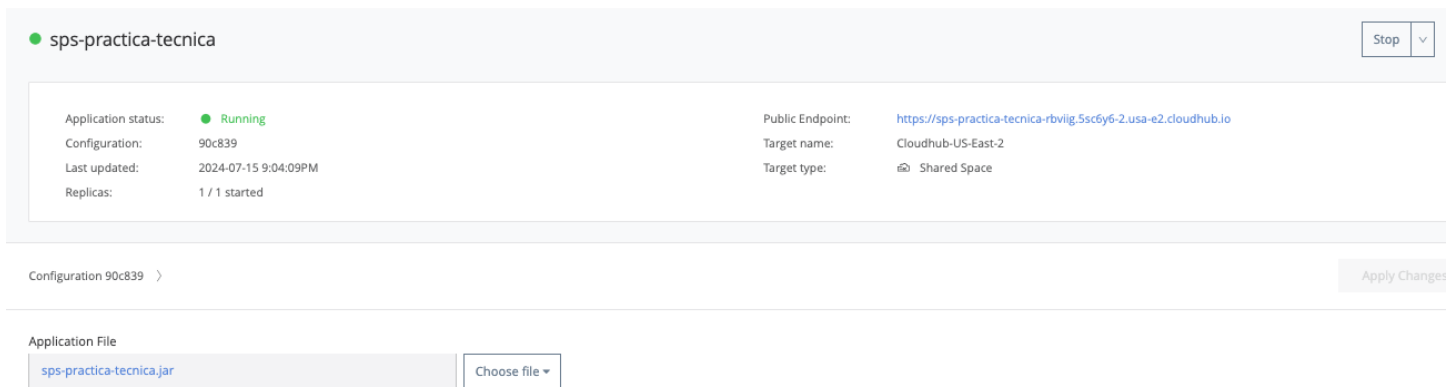 sps-practica-tecnica
Stop
Application status: Running
Public Endpoint: https://sps-practica-tecnica-rbviig.5sc6y6-2.usa-e2.cloudhub.io
Configuration: 90c839
Target name: Cloudhub-US-East-2
Last updated: 2024-07-15 9:04:09PM
Target type: Shared Space
Replicas: 1 / 1 started
Configuration 90c839
Apply Changes
Application File
sps-practica-tecnica.jar
Choose file